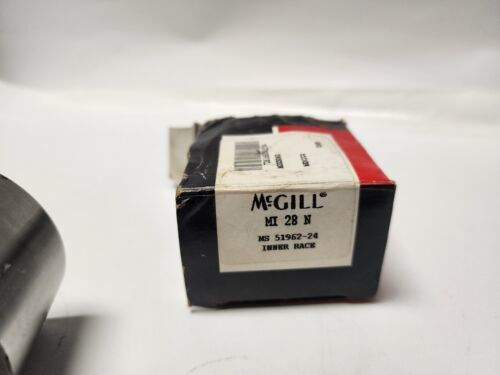 McGILL®
MI 28 N
MS 51962-24
INNER RACE